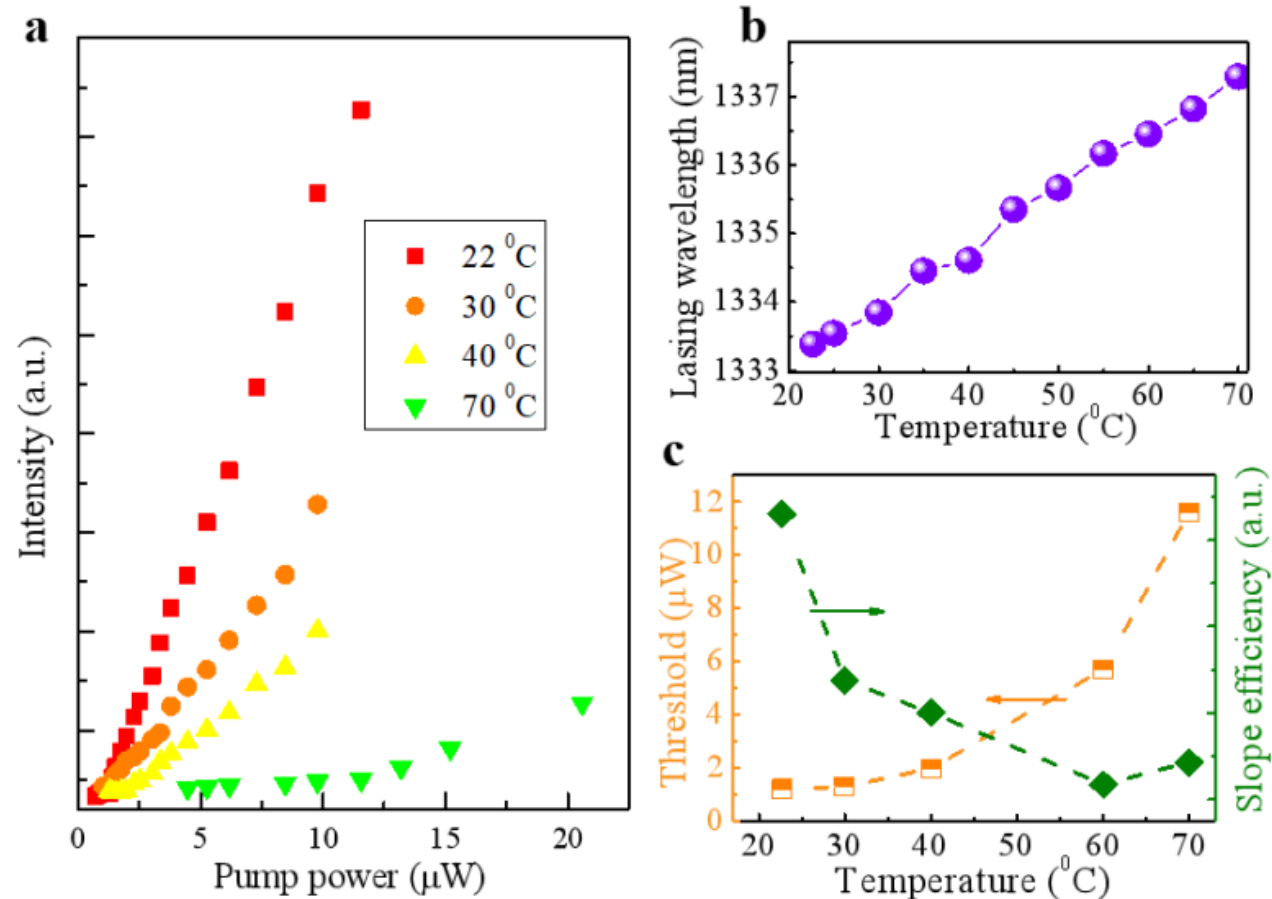 a
Intensity (a.u.)
22 ⁰C
30 ⁰C
40 ⁰C
70 ⁰C
0 5 10 15 20
Pump power (μW)
b
Lasing wavelength (nm)
1337
1336
1335
1334
1333
20 30 40 50 60 70
Temperature (⁰C)
c
Threshold (μW)
12
10
8
6
4
2
0
Slope efficiency (a.u.)
20 30 40 50 60 70
Temperature (⁰C)